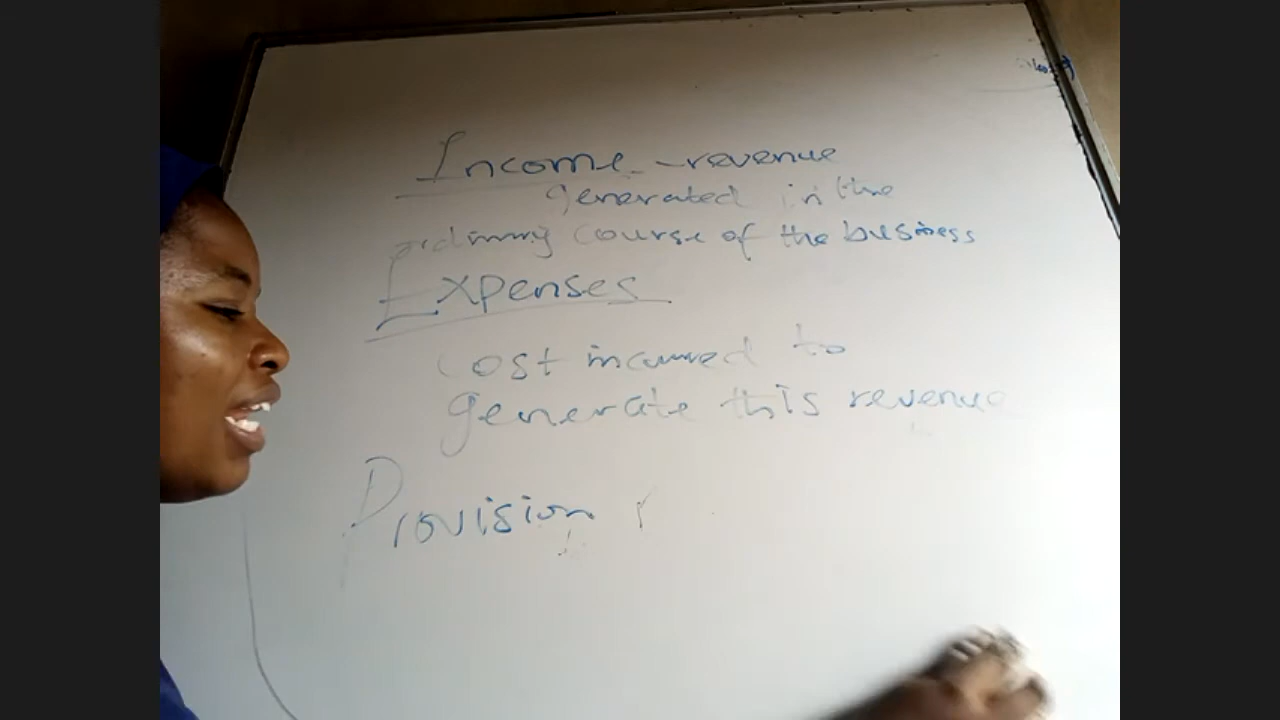 Income - revenue
generated in the
ordinary course of the business
Expenses
cost incurred to
generate this revenue
Provision